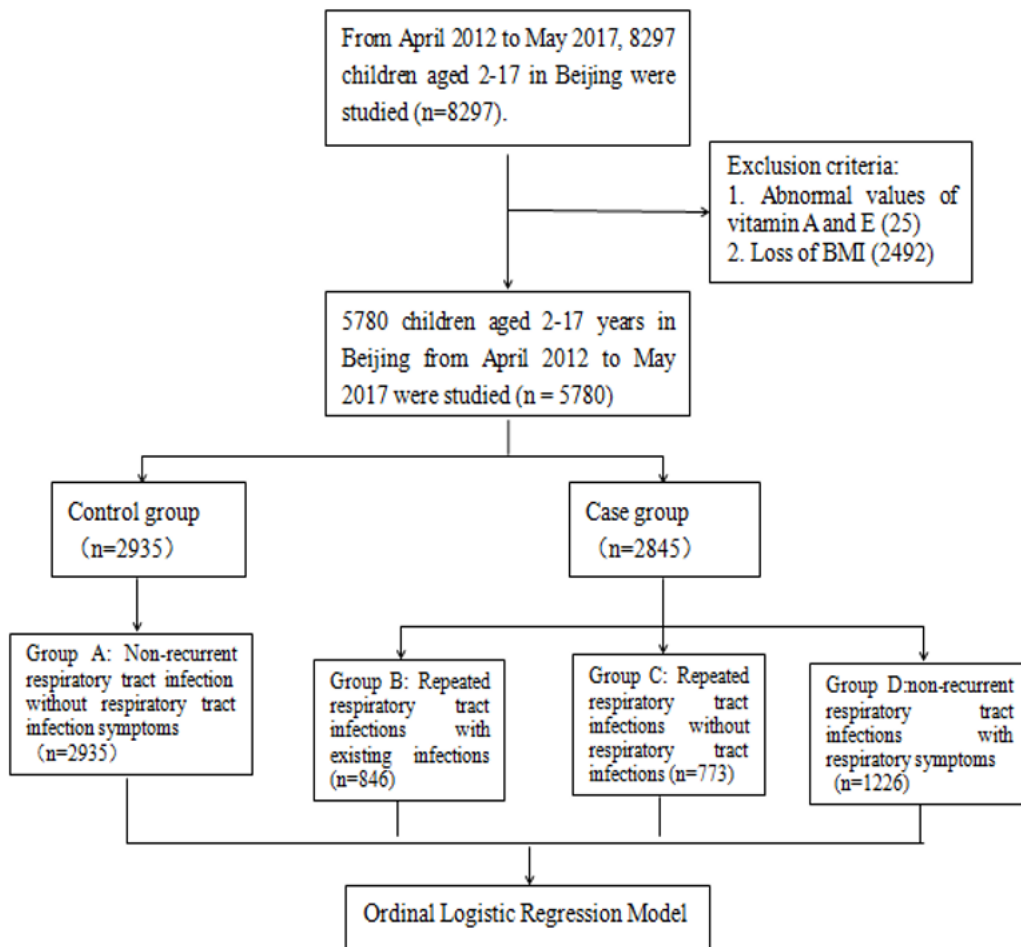 From April 2012 to May 2017, 8297
children aged 2-17 in Beijing were
studied (n=8297).
Exclusion criteria:
1. Abnormal values of
vitamin A and E (25)
2. Loss of BMI (2492)
5780 children aged 2-17 years in
Beijing from April 2012 to May
2017 were studied (n = 5780)
Control group
（n=2935）
Case group
（n=2845）
Group A: Non-recurrent
respiratory tract infection
without respiratory tract
infection symptoms
（n=2935）
Group B: Repeated
respiratory tract
infections with
existing infections
(n=846)
Group C: Repeated
respiratory tract
infections without
respiratory tract
infections (n=773)
Group D:non-recurrent
respiratory tract
infections with
respiratory symptoms
(n=1226)
Ordinal Logistic Regression Model